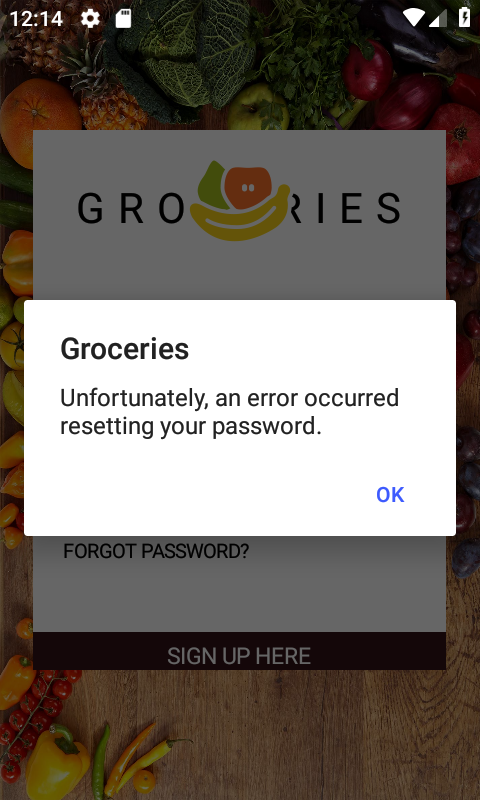 12:14
GRO RIES
Groceries
Unfortunately, an error occurred
resetting your password.
OK
FORGOT PASSWORD?
SIGN UP HERE